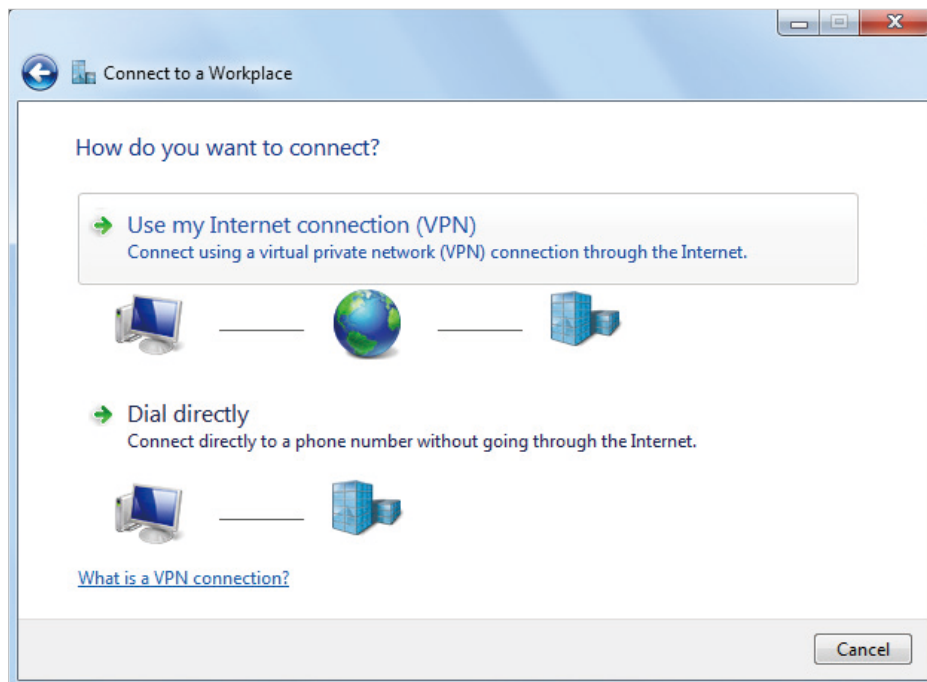 Connect to a Workplace
How do you want to connect?
Use my Internet connection (VPN)
Connect using a virtual private network (VPN) connection through the Internet.
Dial directly
Connect directly to a phone number without going through the Internet.
What is a VPN connection?
Cancel